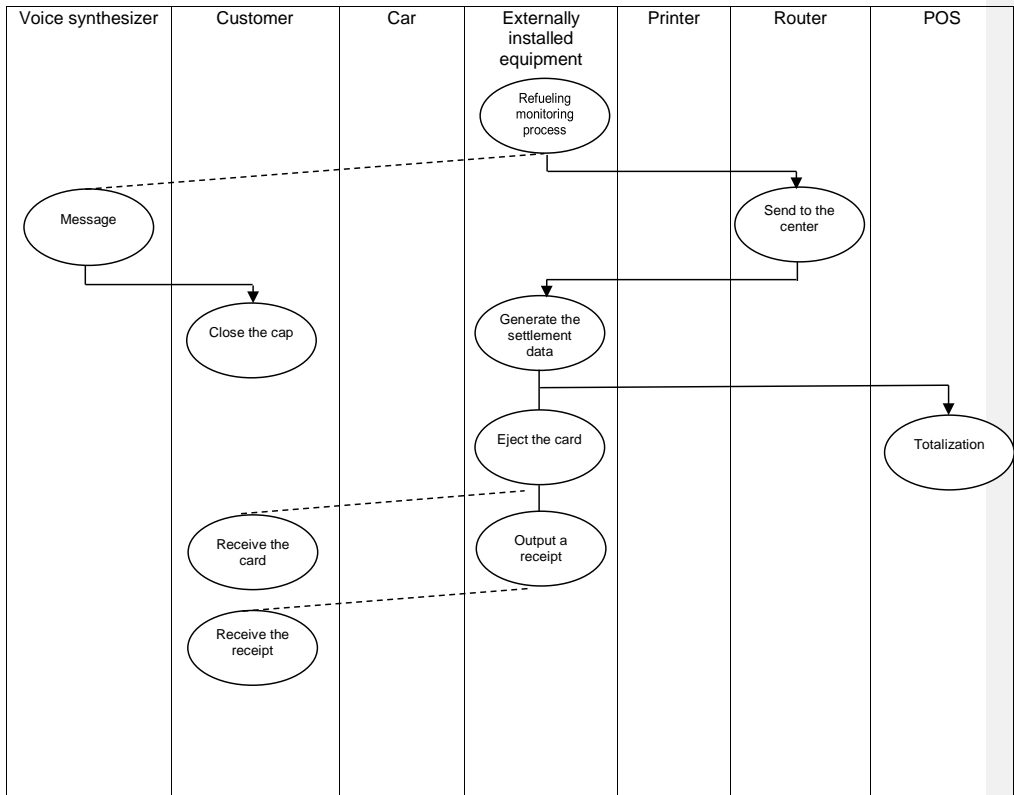 Voice synthesizer
Customer
Car
Externally
installed
equipment
Printer
Router
POS
Refueling
monitoring
process
Message
Send to the
center
Close the cap
Generate the
settlement
data
Eject the card
Totalization
Receive the
card
Output a
receipt
Receive the
receipt